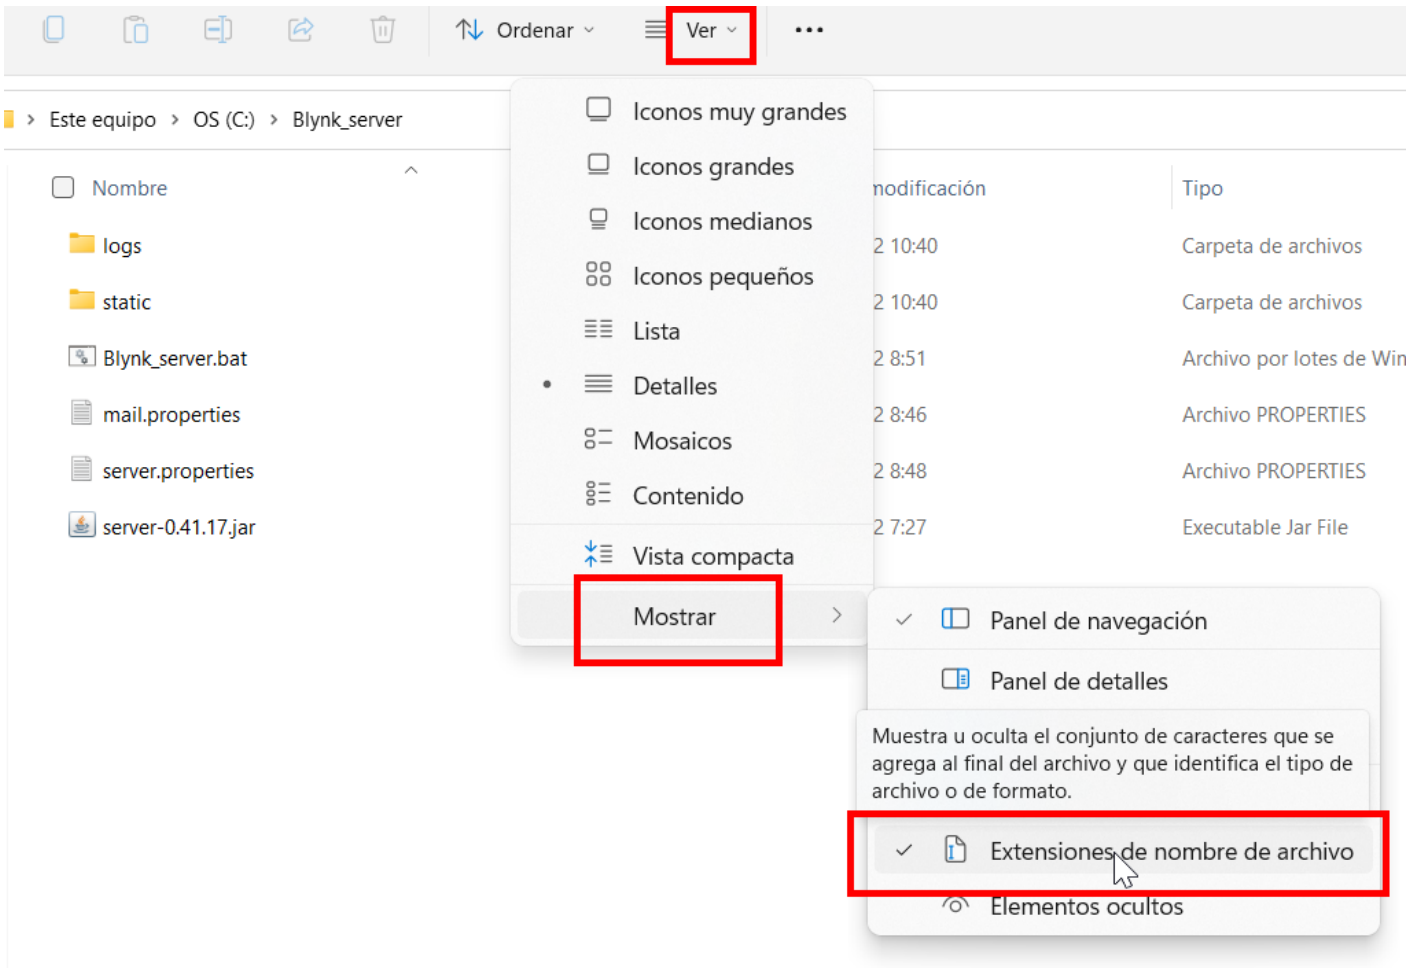 Ordenar
Ver
Este equipo > OS (C:) > Blynk_server
Nombre
modificación
Tipo
logs
2 10:40
Carpeta de archivos
static
2 10:40
Carpeta de archivos
Blynk_server.bat
2 8:51
Archivo por lotes de Win
mail.properties
2 8:46
Archivo PROPERTIES
server.properties
2 8:48
Archivo PROPERTIES
server-0.41.17.jar
2 7:27
Executable Jar File
Iconos muy grandes
Iconos grandes
Iconos medianos
Iconos pequeños
Lista
Detalles
Mosaicos
Contenido
Vista compacta
Mostrar
Panel de navegación
Panel de detalles
Muestra u oculta el conjunto de caracteres que se
agrega al final del archivo y que identifica el tipo de
archivo o de formato.
Extensiones de nombre de archivo
Elementos ocultos